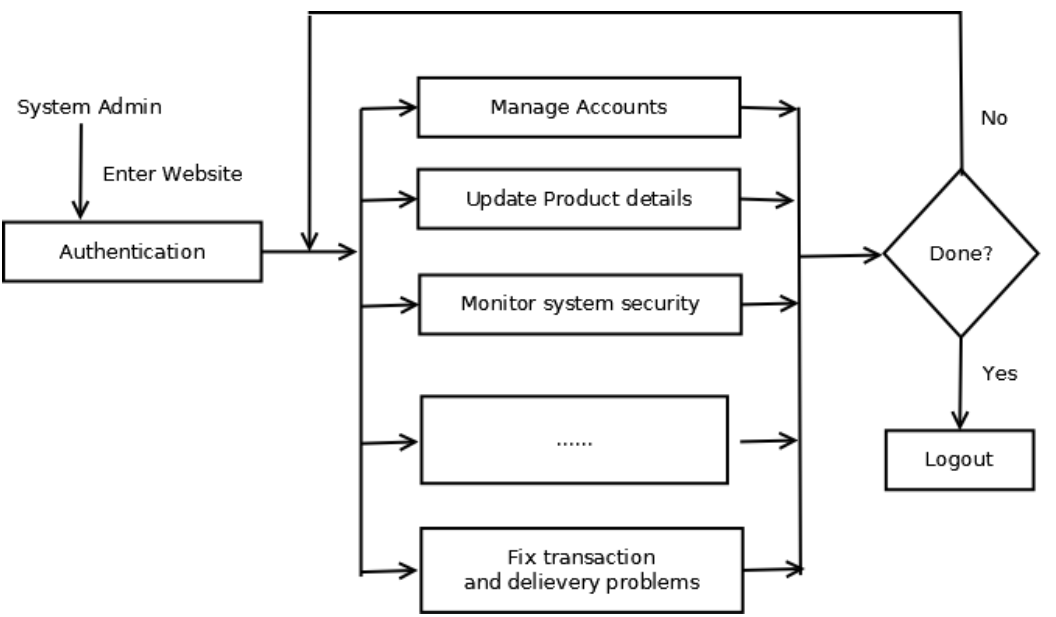 System Admin
Enter Website
Authentication
Manage Accounts
Update Product details
Monitor system security
......
Fix transaction
and delievery problems
No
Done?
Yes
Logout